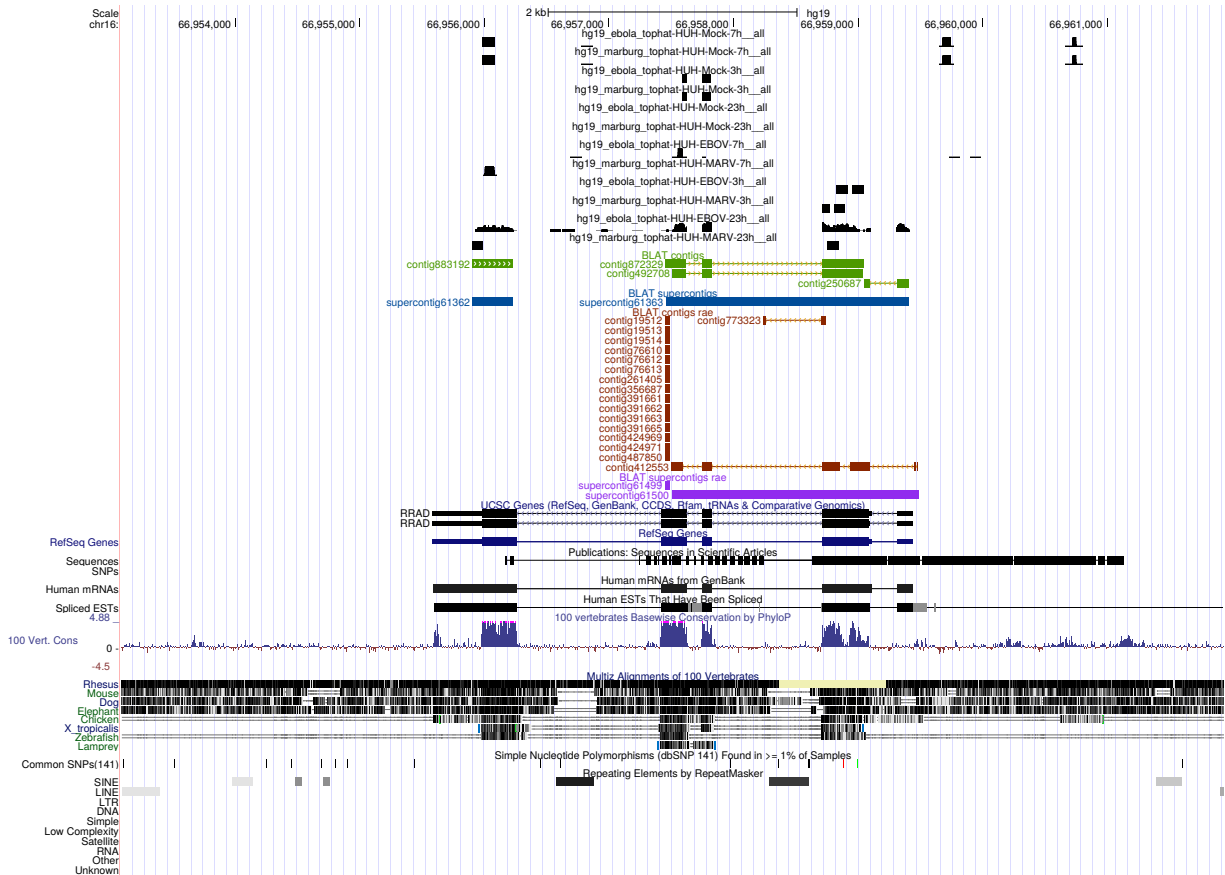 Scale 2 kb hg19
chr16: 66,954,000 66,955,000 66,956,000 66,957,000 66,958,000 66,959,000 66,960,000 66,961,000
hg19_ebola_tophat-HUH-Mock-7h__all
hg19_marburg_tophat-HUH-Mock-7h__all
hg19_ebola_tophat-HUH-Mock-3h__all
hg19_marburg_tophat-HUH-Mock-3h__all
hg19_ebola_tophat-HUH-Mock-23h__all
hg19_marburg_tophat-HUH-Mock-23h__all
hg19_ebola_tophat-HUH-EBOV-7h__all
hg19_marburg_tophat-HUH-MARV-7h__all
hg19_ebola_tophat-HUH-EBOV-3h__all
hg19_marburg_tophat-HUH-MARV-3h__all
hg19_ebola_tophat-HUH-EBOV-23h__all
hg19_marburg_tophat-HUH-MARV-23h__all
BLAT contigs
contig883192 contig872329
contig492708
contig250687
BLAT supercontigs
supercontig61362 supercontig61363
BLAT contigs rae
contig19512 contig773323
contig19513
contig19514
contig76610
contig76612
contig76613
contig261405
contig356687
contig391661
contig391662
contig391663
contig391665
contig424969
contig424971
contig487850
contig412553
BLAT supercontigs rae
supercontig61499
supercontig61500
UCSC Genes (RefSeq, GenBank, CCDS, Rfam, tRNAs & Comparative Genomics)
RRAD
RRAD
RefSeq Genes
RefSeq Genes
Publications: Sequences in Scientific Articles
Sequences
SNPs
Human mRNAs from GenBank
Human mRNAs
Human ESTs That Have Been Spliced
Spliced ESTs
4.88 _
100 vertebrates Basewise Conservation by PhyloP
100 Vert. Cons
0 -
-4.5
Multiz Alignments of 100 Vertebrates
Rhesus
Mouse
Dog
Elephant
Chicken
X_tropicalis
Zebrafish
Lamprey
Simple Nucleotide Polymorphisms (dbSNP 141) Found in >= 1% of Samples
Common SNPs(141)
Repeating Elements by RepeatMasker
SINE
LINE
LTR
DNA
Simple
Low Complexity
Satellite
RNA
Other
Unknown